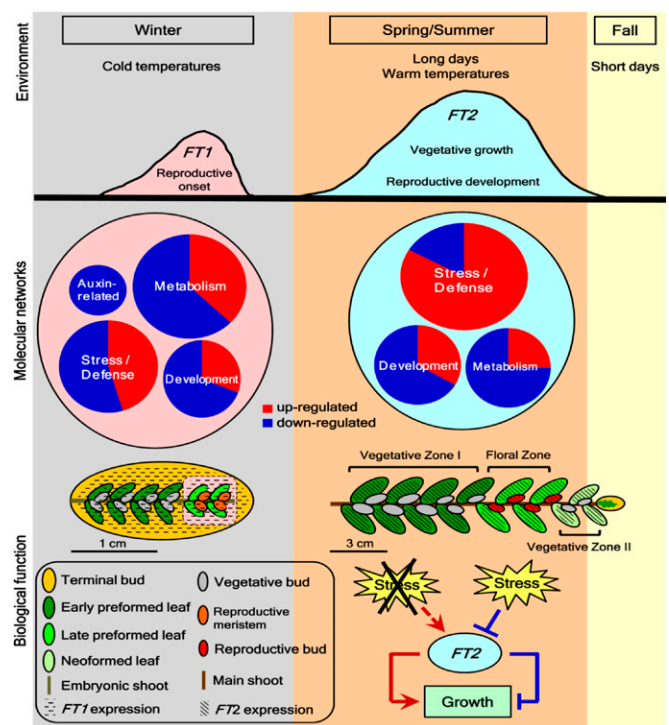 Environment
Winter
Spring/Summer
Fall
Cold temperatures
Long days
Warm temperatures
Short days
FT1
Reproductive
onset
FT2
Vegetative growth
Reproductive development
Molecular networks
Auxin-
related
Metabolism
Stress /
Defense
Development
Stress /
Defense
Development
Metabolism
up-regulated
down-regulated
Biological function
1 cm
Vegetative Zone I
Floral Zone
3 cm
Vegetative Zone II
Terminal bud
Early preformed leaf
Late preformed leaf
Neoformed leaf
Embryonic shoot
FT1 expression
Vegetative bud
Reproductive
meristem
Reproductive bud
Main shoot
FT2 expression
Stress
Stress
FT2
Growth